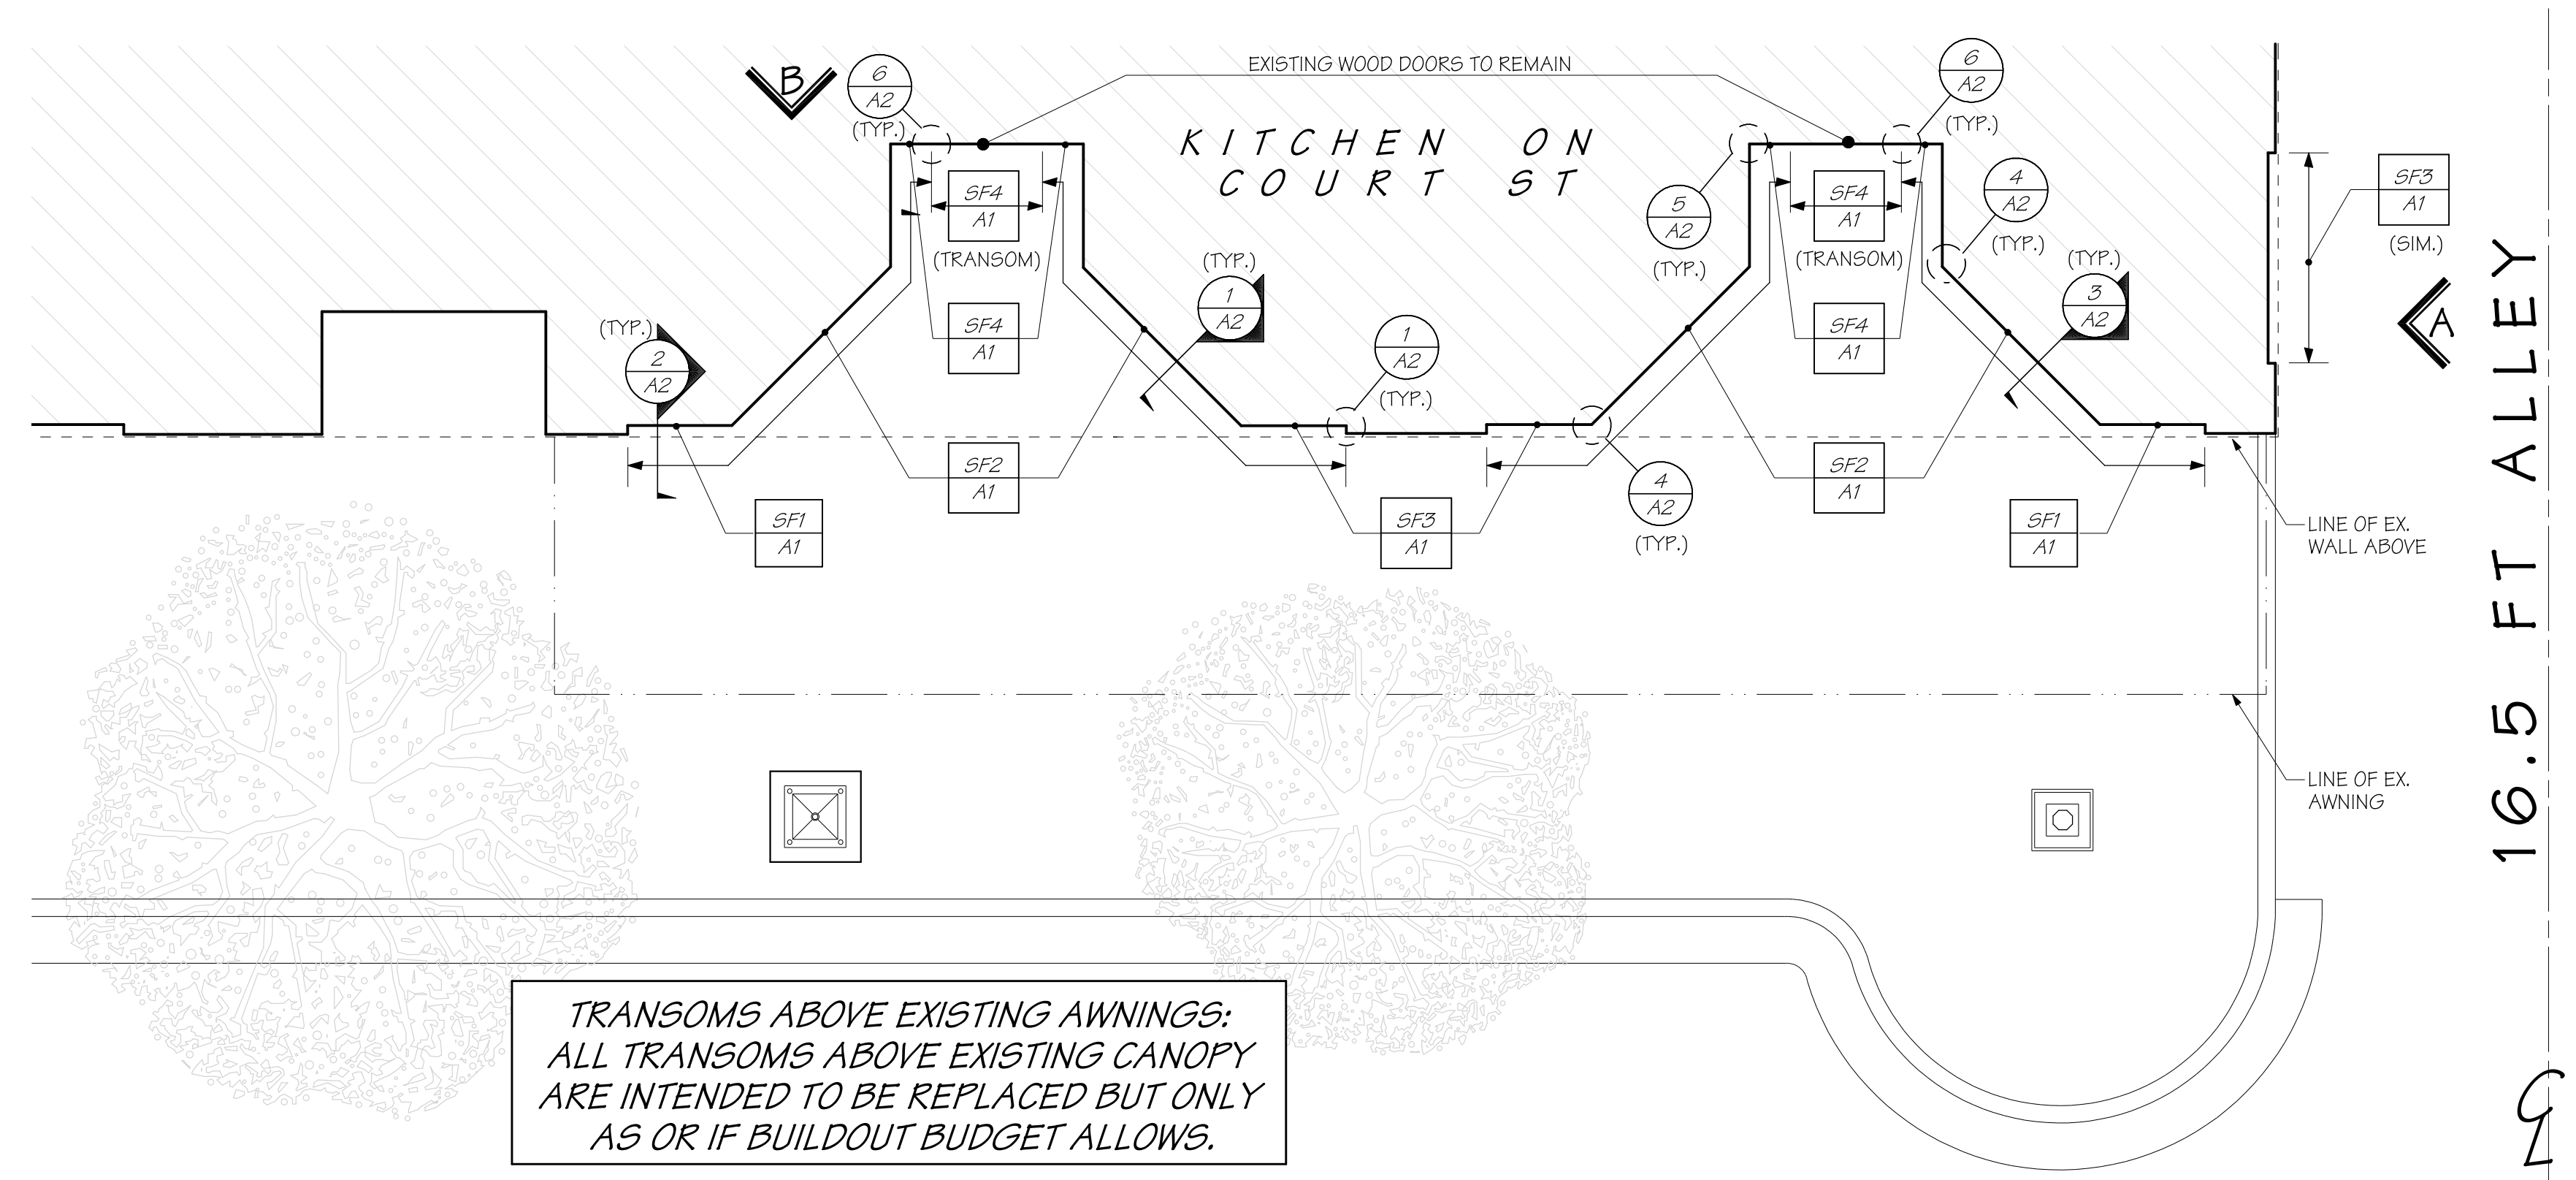 EXISTING WOOD DOORS TO REMAIN
B
6
A2
(TYP.)
6
A2
(TYP.)
KITCHEN ON
COURT ST
SF4
A1
(TRANSOM)
5
A2
(TYP.)
SF4
A1
(TRANSOM)
4
A2
(TYP.)
SF3
A1
(SIM.)
(TYP.)
2
A2
SF4
A1
(TYP.)
1
A2
1
A2
(TYP.)
SF4
A1
(TYP.)
3
A2
A
SF1
A1
SF2
A1
SF3
A1
4
A2
(TYP.)
SF2
A1
SF1
A1
LINE OF EX.
WALL ABOVE
LINE OF EX.
AWNING
16.5 FT ALLEY
CL
TRANSOMS ABOVE EXISTING AWNINGS:
ALL TRANSOMS ABOVE EXISTING CANOPY
ARE INTENDED TO BE REPLACED BUT ONLY
AS OR IF BUILDOUT BUDGET ALLOWS.